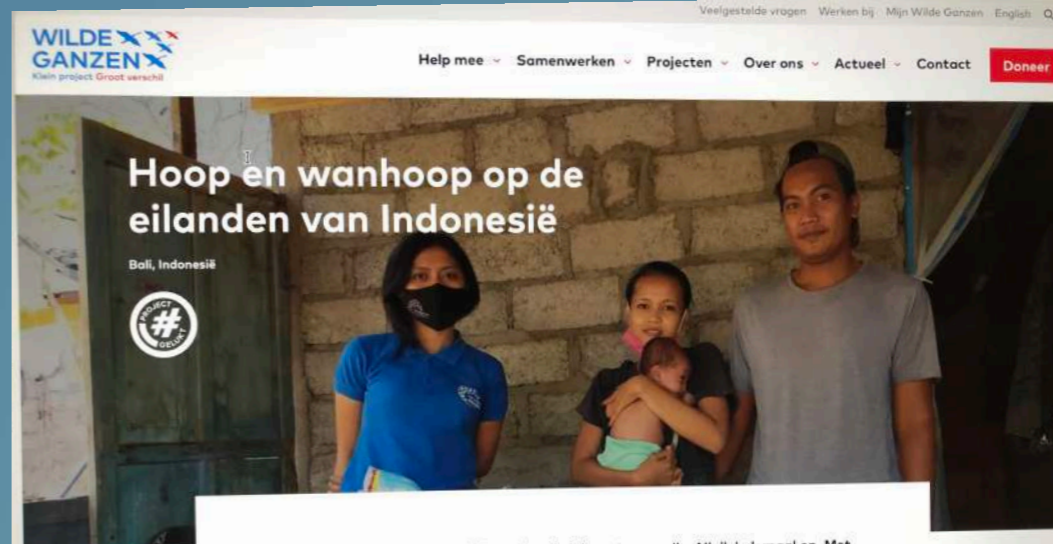 Veelgestelde vragen Werken bij Mijn Wilde Ganzen English
WILDE
GANZEN
Klein project Groot verschil
Help mee Samenwerken Projecten Over ons Actueel Contact Doneer
Hoop en wanhoop op de
eilanden van Indonesië
Bali, Indonesië
PROJECT
#
GELUKT
Met